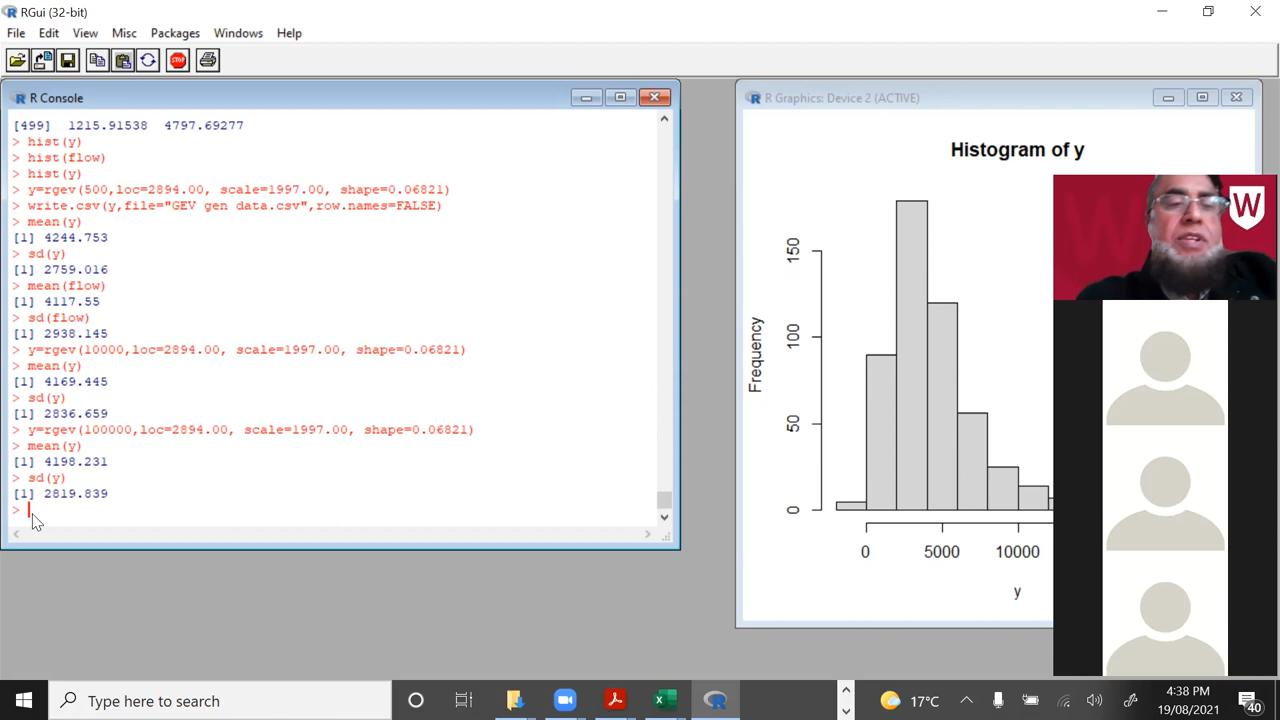 RGui (32-bit)
File Edit View Misc Packages Windows Help
STOP
R Console
[499] 1215.91538 4797.69277
> hist(y)
> hist(flow)
> hist(y)
> y=rgev(500,loc=2894.00, scale=1997.00, shape=0.06821)
> write.csv(y,file="GEV gen data.csv",row.names=FALSE)
> mean(y)
[1] 4244.753
> sd(y)
[1] 2759.016
> mean(flow)
[1] 4117.55
> sd(flow)
[1] 2938.145
> y=rgev(10000,loc=2894.00, scale=1997.00, shape=0.06821)
> mean(y)
[1] 4169.445
> sd(y)
[1] 2836.659
> y=rgev(100000,loc=2894.00, scale=1997.00, shape=0.06821)
> mean(y)
[1] 4198.231
> sd(y)
[1] 2819.839
>
R Graphics: Device 2 (ACTIVE)
Histogram of y
Frequency
150
100
50
0
0 5000 10000
y
W
Type here to search
17°C
4:38 PM
19/08/2021
40